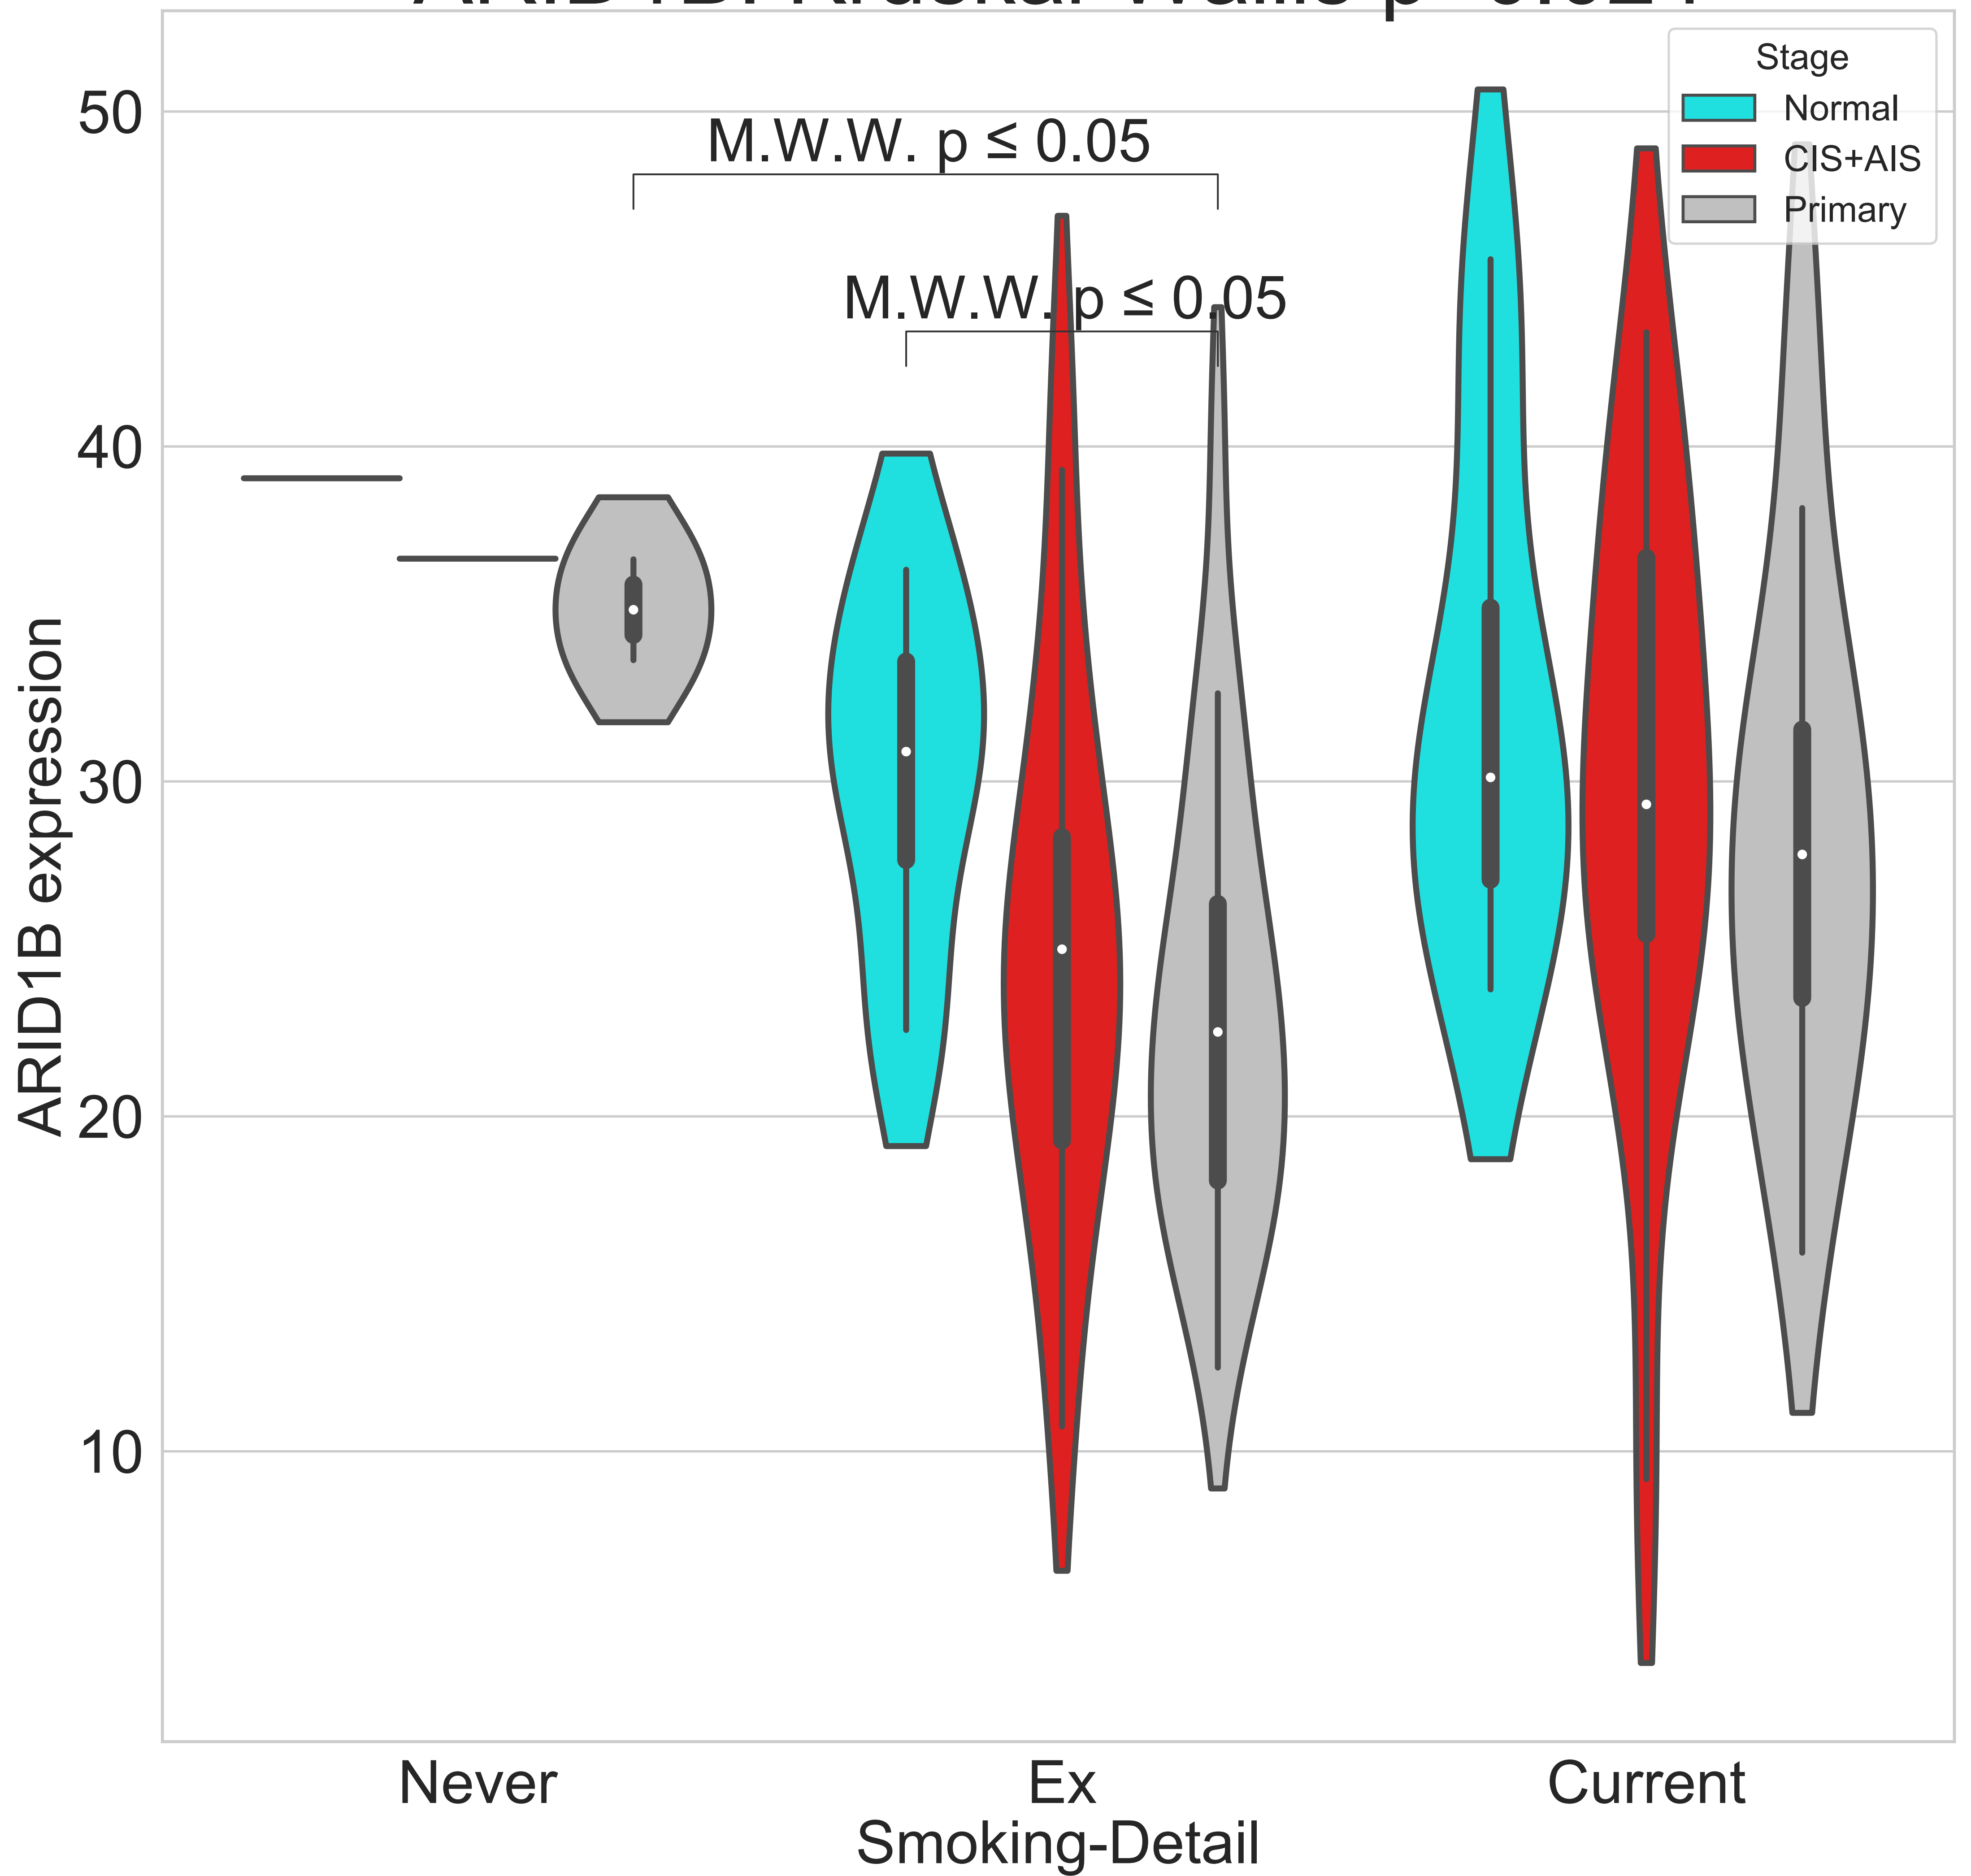 Stage
Normal
CIS+AIS
Primary
50
40
30
20
10
M.W.W. p ≤ 0.05
M.W.W. p ≤ 0.05
ARID1B expression
Never
Ex
Current
Smoking-Detail